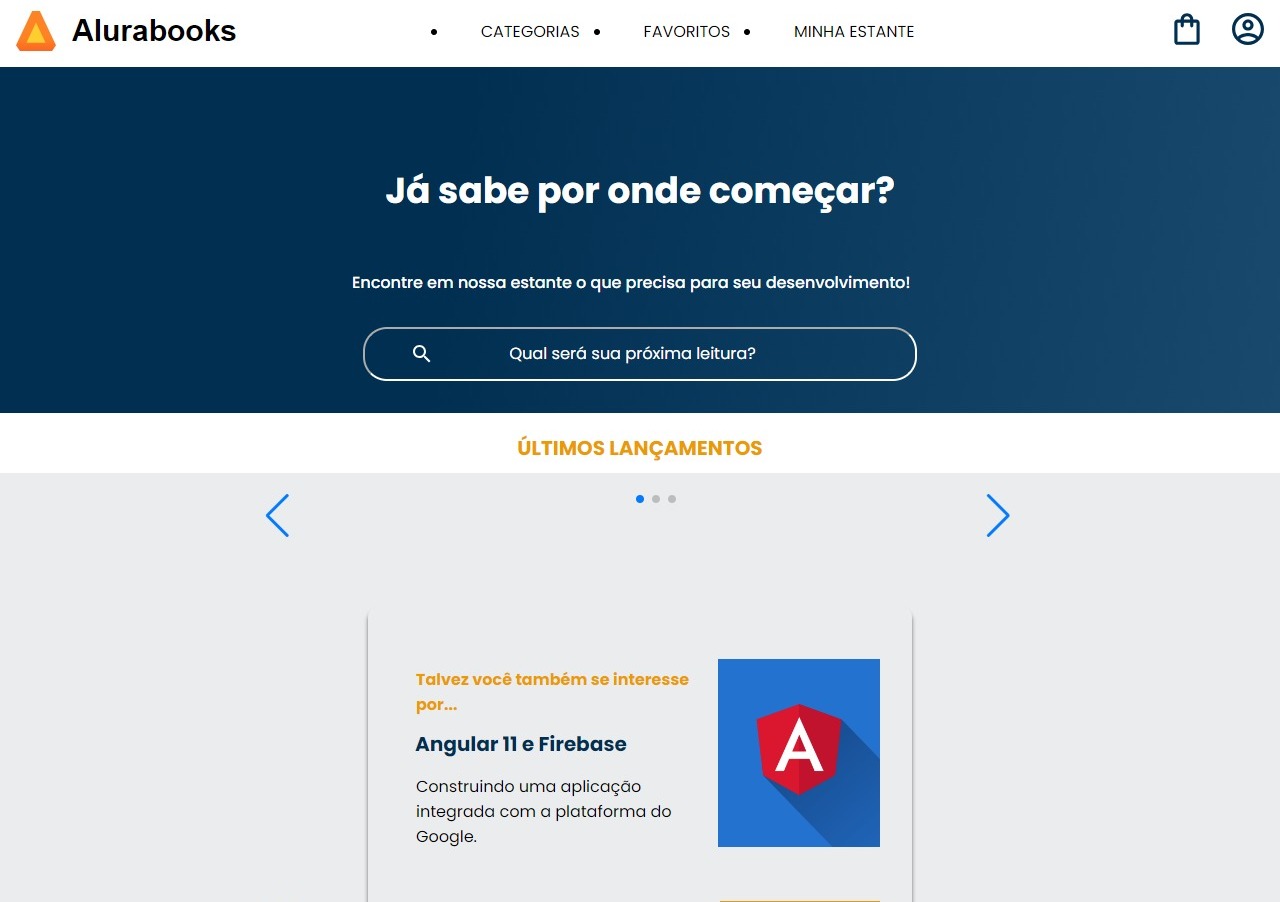 Alurabooks
• CATEGORIAS • FAVORITOS • MINHA ESTANTE
Já sabe por onde começar?
Encontre em nossa estante o que precisa para seu desenvolvimento!
Qual será sua próxima leitura?
ÚLTIMOS LANÇAMENTOS
Talvez você também se interesse
por...
Angular 11 e Firebase
Construindo uma aplicação
integrada com a plataforma do
Google.
A